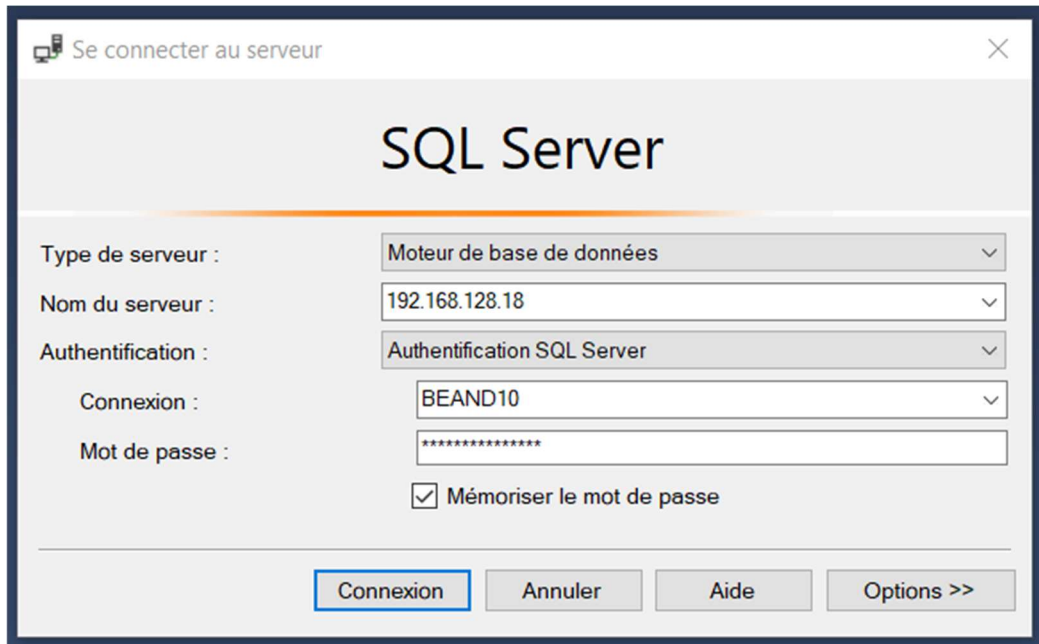 Se connecter au serveur
SQL Server
Type de serveur : Moteur de base de données
Nom du serveur : 192.168.128.18
Authentification : Authentification SQL Server
Connexion : BEAND10
Mot de passe : ***************
Mémoriser le mot de passe
Connexion Annuler Aide Options >>